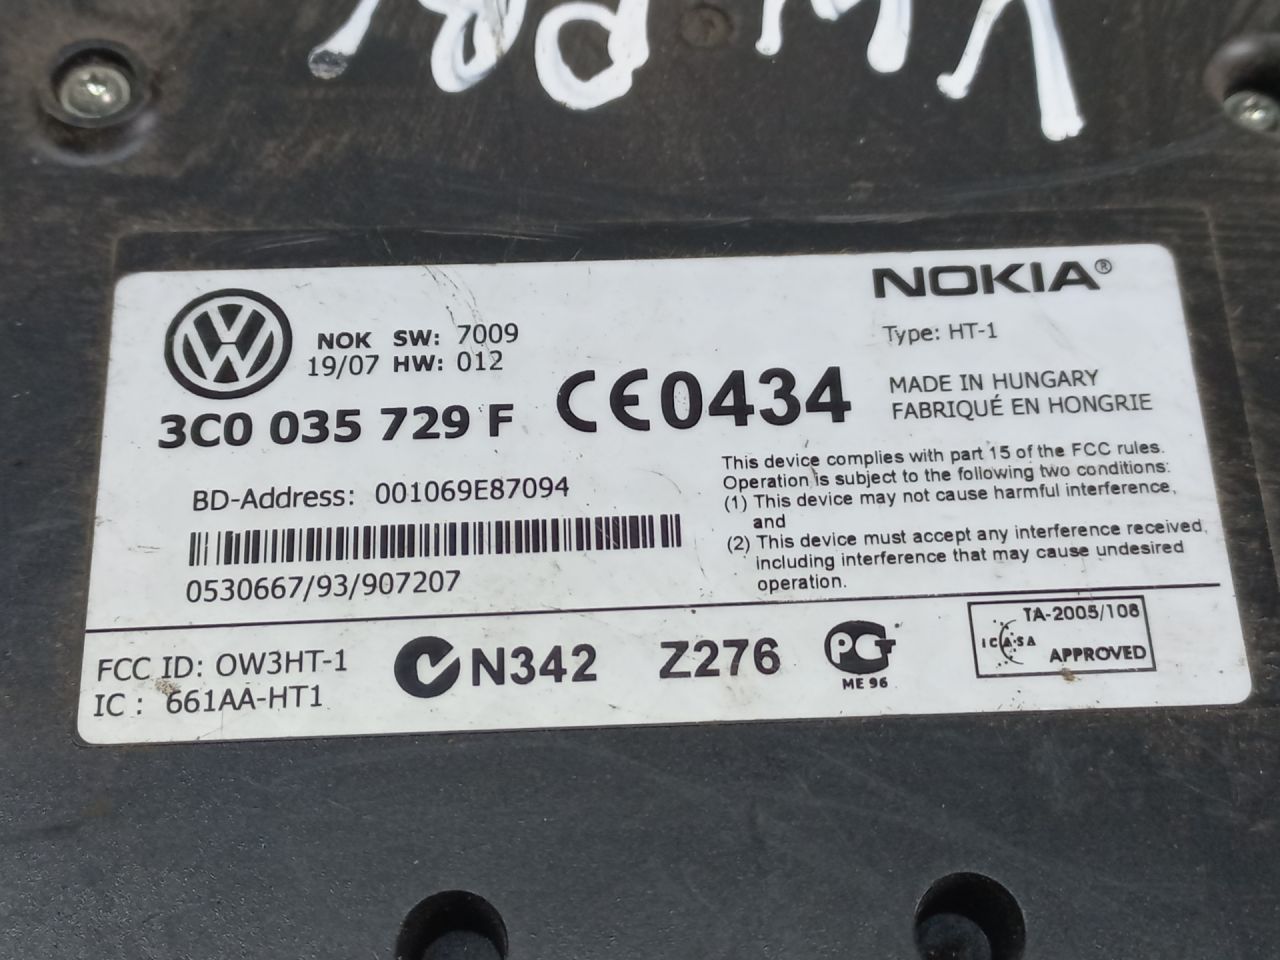 NOKIA®
Type: HT-1
NOK SW: 7009
19/07 HW: 012
3C0 035 729 F
CE0434
MADE IN HUNGARY
FABRIQUÉ EN HONGRIE
BD-Address: 001069E87094
0530667/93/907207
This device complies with part 15 of the FCC rules.
Operation is subject to the following two conditions:
(1) This device may not cause harmful interference,
and
(2) This device must accept any interference received,
including interference that may cause undesired
operation.
FCC ID: OW3HT-1
IC : 661AA-HT1
N342
Z276
PG
ME 96
TA-2005/108
ICASA
APPROVED